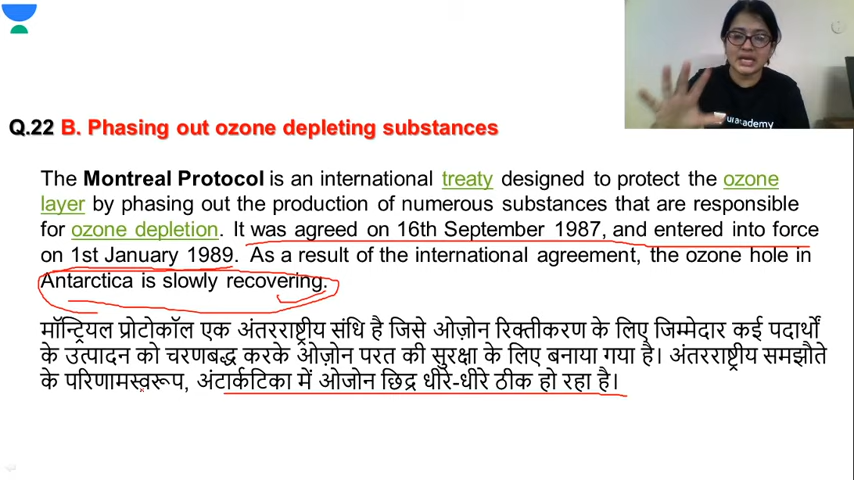 Q.22 B. Phasing out ozone depleting substances
The Montreal Protocol is an international treaty designed to protect the ozone
layer by phasing out the production of numerous substances that are responsible
for ozone depletion. It was agreed on 16th September 1987, and entered into force
on 1st January 1989. As a result of the international agreement, the ozone hole in
Antarctica is slowly recovering.
मॉन्ट्रियल प्रोटोकॉल एक अंतरराष्ट्रीय संधि है जिसे ओज़ोन रिक्तीकरण के लिए जिम्मेदार कई पदार्थों
के उत्पादन को चरणबद्ध करके ओज़ोन परत की सुरक्षा के लिए बनाया गया है। अंतरराष्ट्रीय समझौते
के परिणामस्वरूप, अंटार्कटिका में ओजोन छिद्र धीरे-धीरे ठीक हो रहा है।